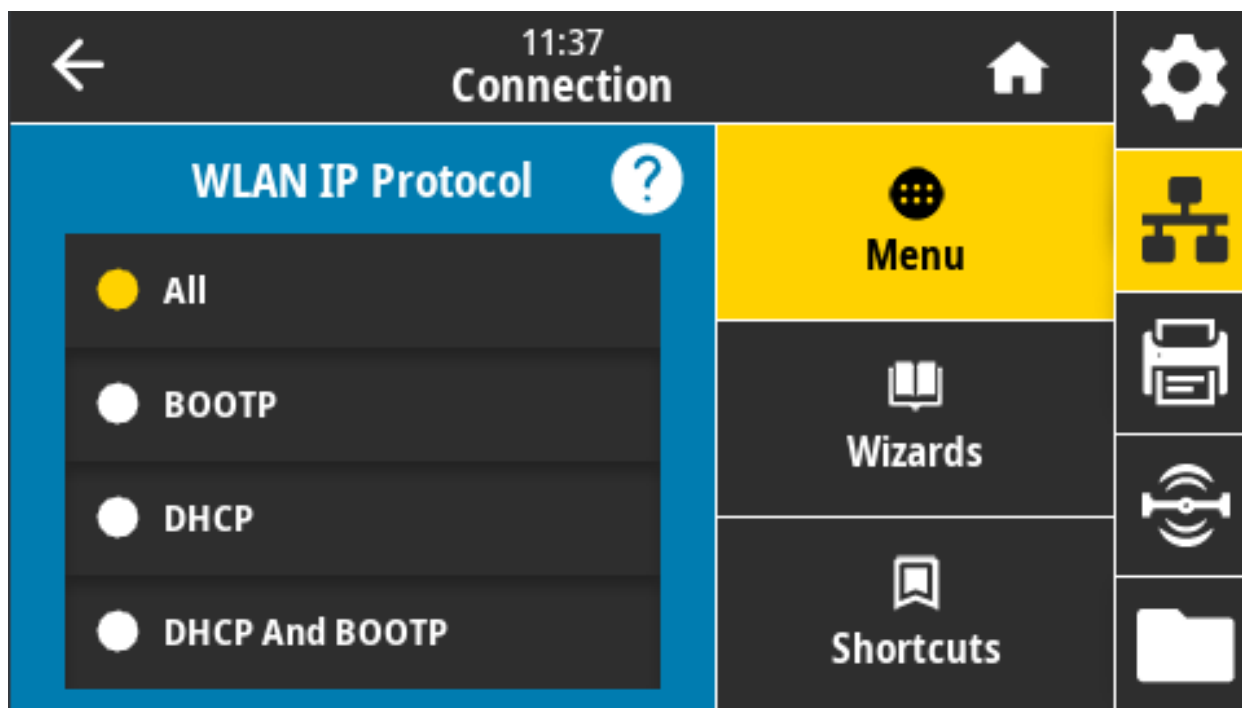 11:37
Connection
WLAN IP Protocol
?
All
BOOTP
DHCP
DHCP And BOOTP
Menu
Wizards
Shortcuts